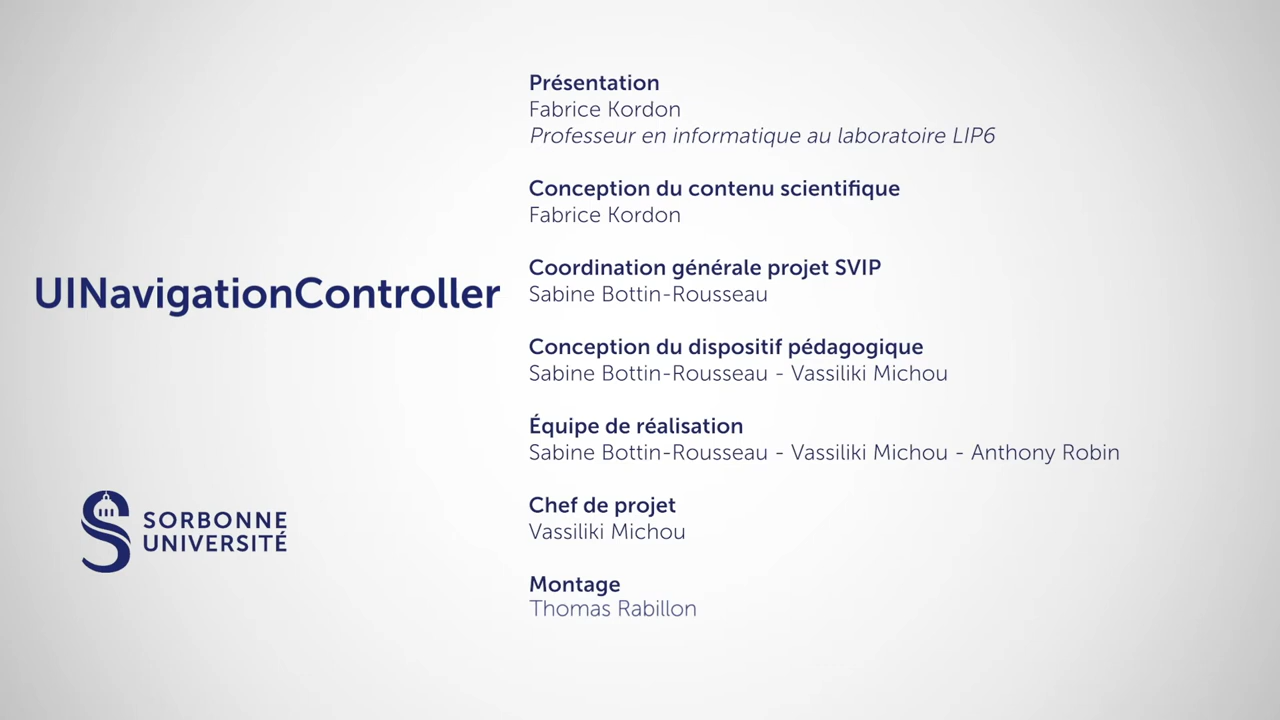 UINavigationController
SORBONNE
UNIVERSITÉ
Présentation
Fabrice Kordon
Professeur en informatique au laboratoire LIP6
Conception du contenu scientifique
Fabrice Kordon
Coordination générale projet SVIP
Sabine Bottin-Rousseau
Conception du dispositif pédagogique
Sabine Bottin-Rousseau - Vassiliki Michou
Équipe de réalisation
Sabine Bottin-Rousseau - Vassiliki Michou - Anthony Robin
Chef de projet
Vassiliki Michou
Montage
Thomas Rabillon